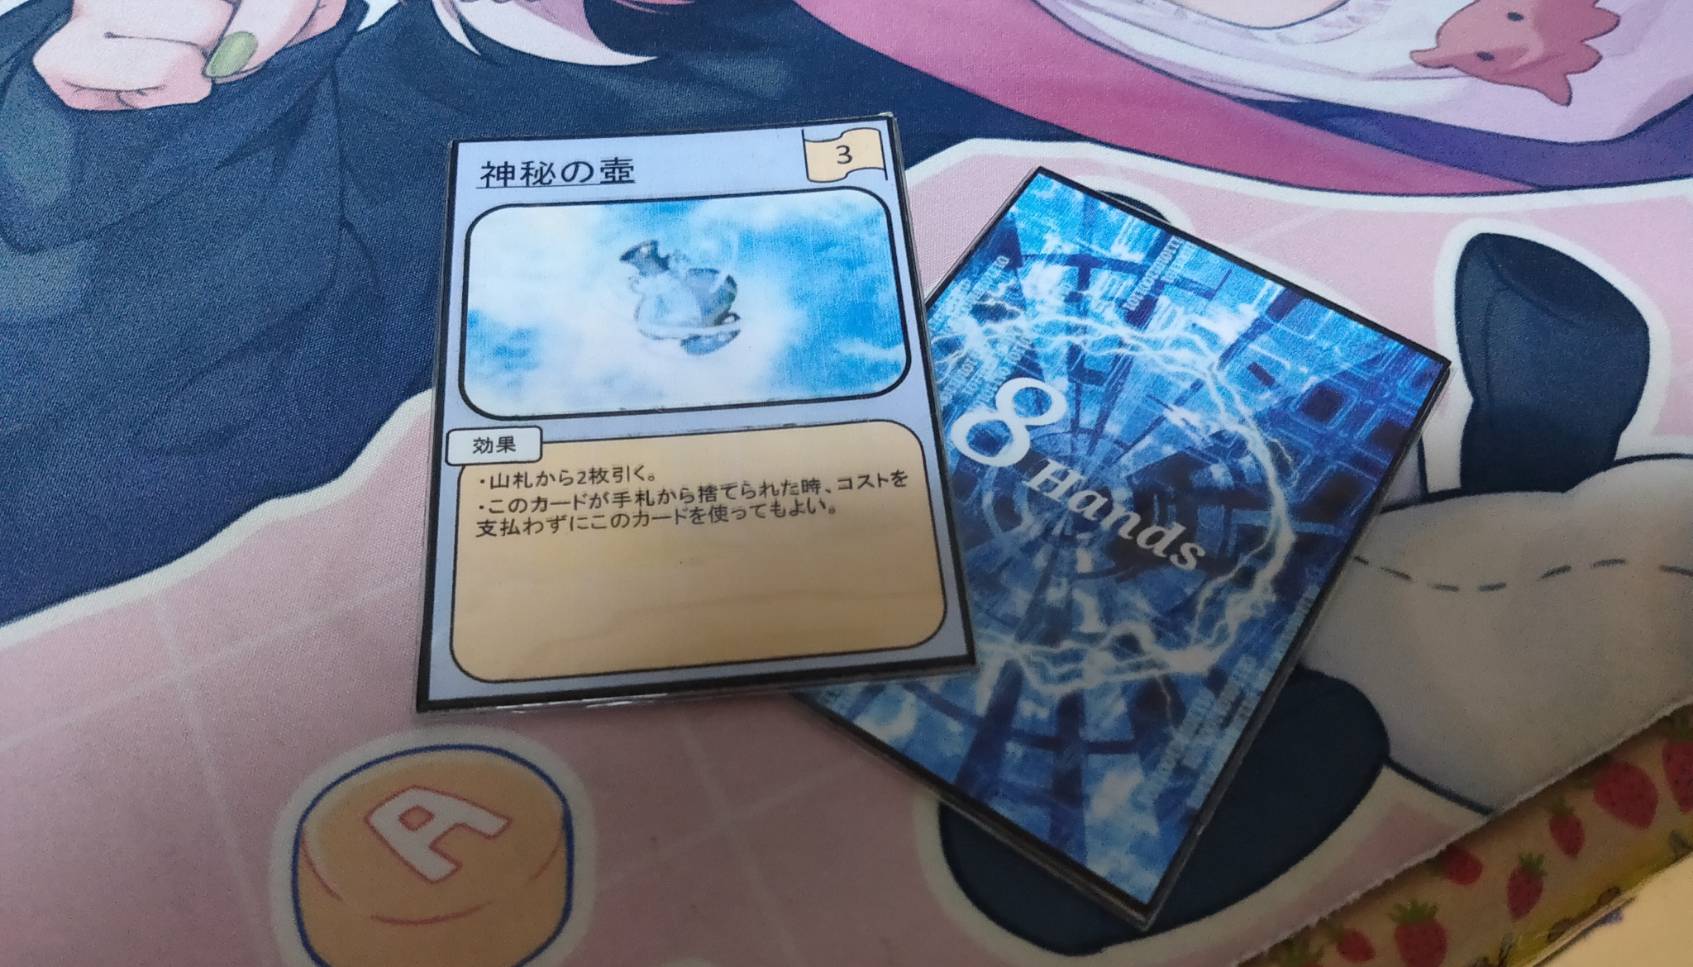 神秘の壺
3
効果
・山札から2枚引く。
・このカードが手札から捨てられた時、コストを
支払わずにこのカードを使ってもよい。
8
Hands
A